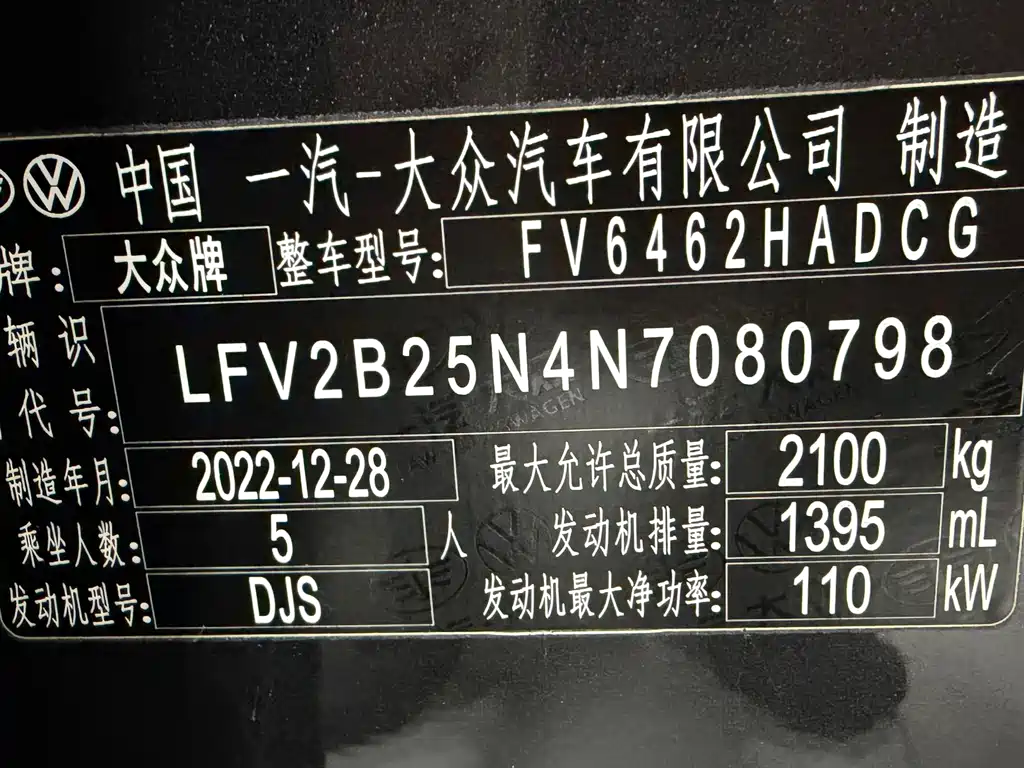 中国 一汽-大众汽车有限公司 制造
牌: 大众牌 整车型号: FV6462HADCG
辆识
代号: LFV2B25N4N7080798
制造年月: 2022-12-28 最大允许总质量: 2100 kg
乘坐人数: 5 人 发动机排量: 1395 mL
发动机型号: DJS 发动机最大净功率: 110 kW